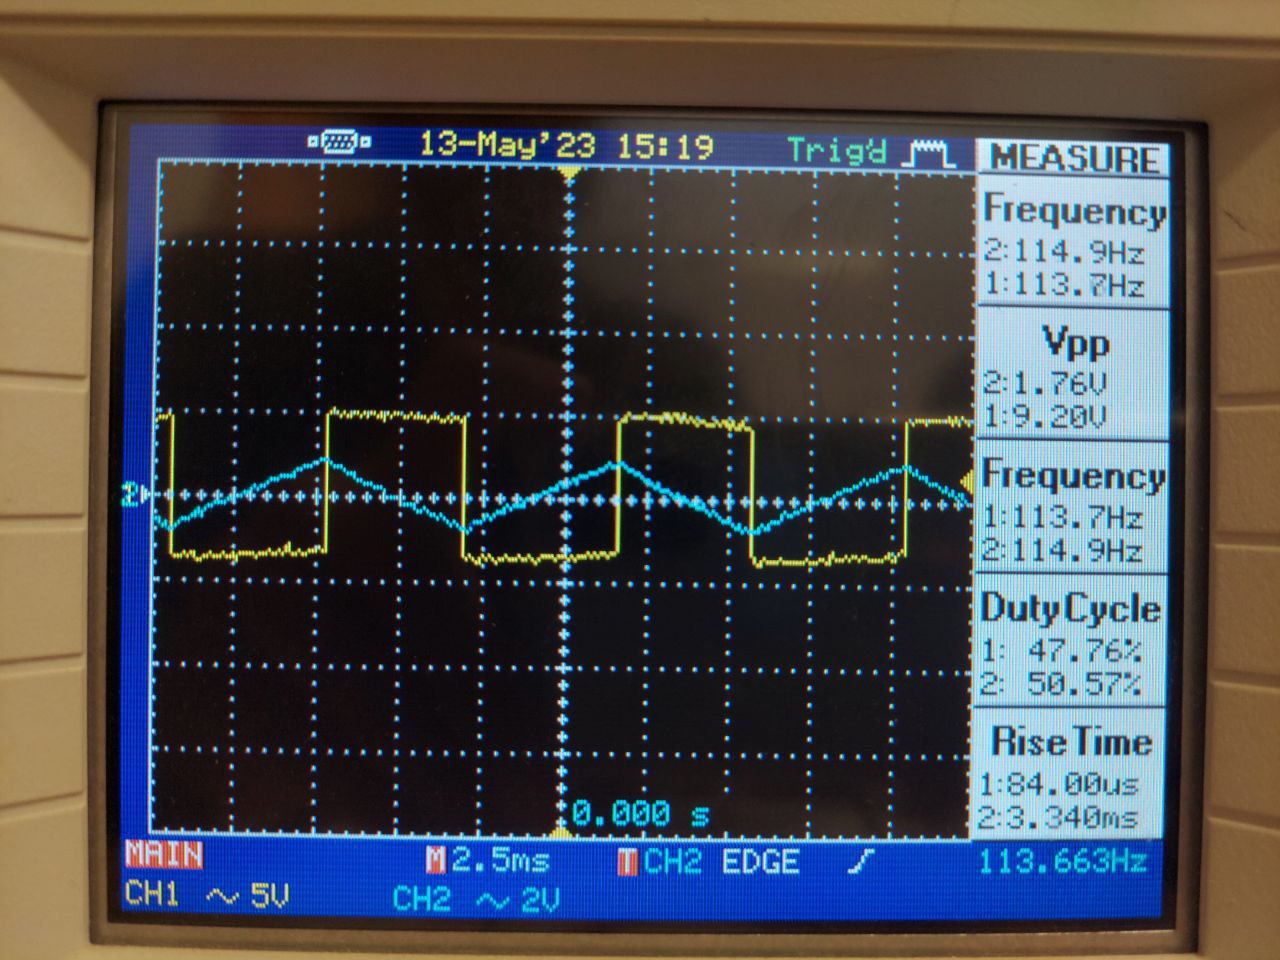 13-May'23 15:19 Trig'd
MEASURE
Frequency
2:114.9Hz
1:113.7Hz
Vpp
2:1.76V
1:9.20V
Frequency
1:113.7Hz
2:114.9Hz
Duty Cycle
1: 47.76%
2: 50.57%
Rise Time
1:84.00us
2:3.340ms
2
0.000 s
MAIN M 2.5ms T CH2 EDGE 113.663Hz
CH1 ~ 5V CH2 ~ 2V